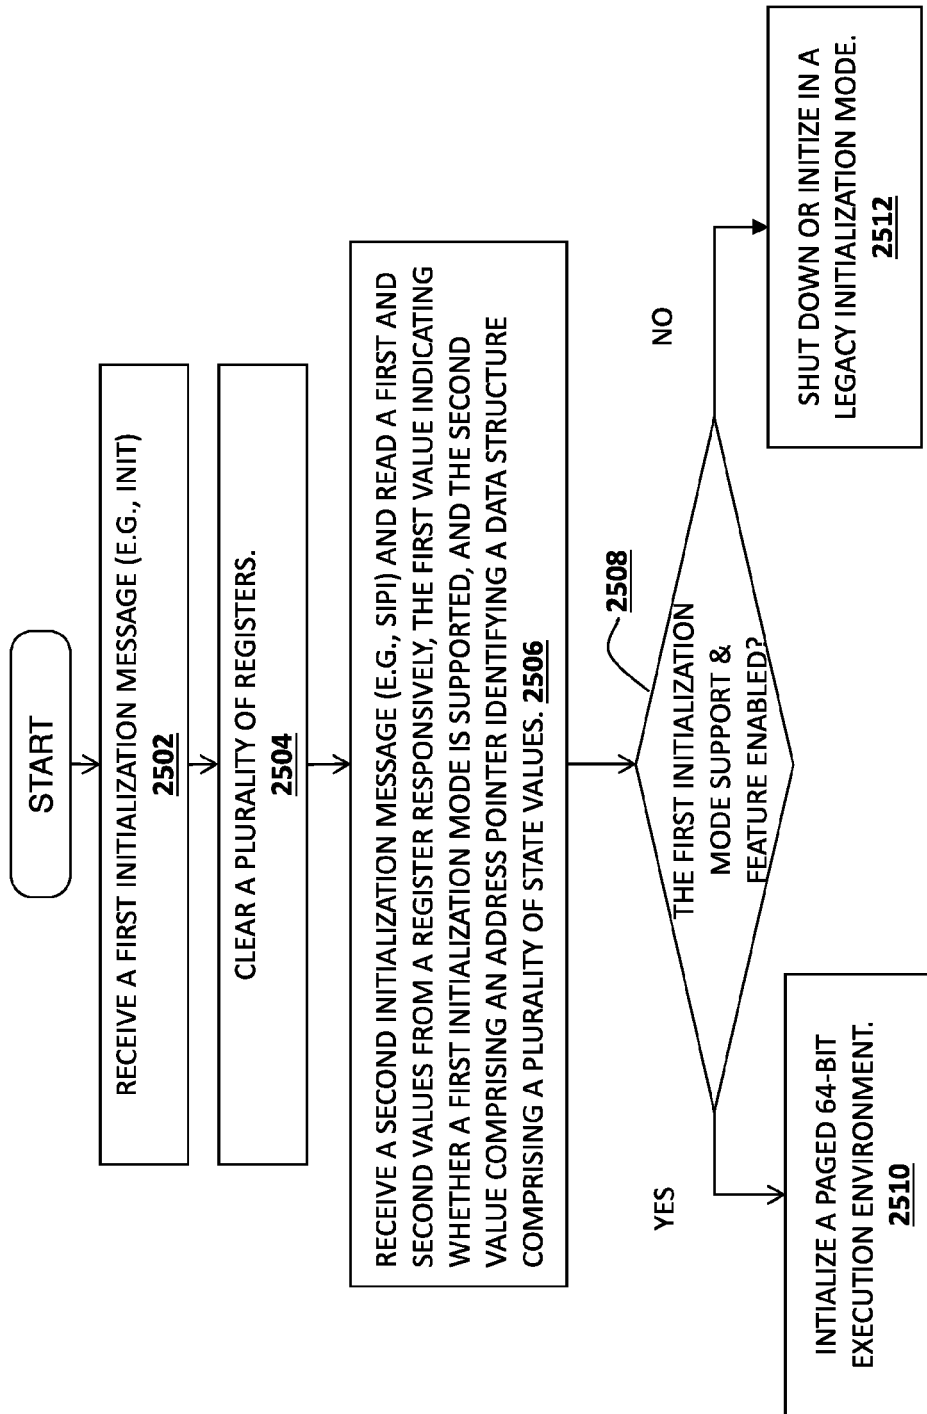 START
RECEIVE A FIRST INITIALIZATION MESSAGE (E.G., INIT)
2502
CLEAR A PLURALITY OF REGISTERS.
2504
RECEIVE A SECOND INITIALIZATION MESSAGE (E.G., SIPI) AND READ A FIRST AND
SECOND VALUES FROM A REGISTER RESPONSIVELY, THE FIRST VALUE INDICATING
WHETHER A FIRST INITIALIZATION MODE IS SUPPORTED, AND THE SECOND
VALUE COMPRISING AN ADDRESS POINTER IDENTIFYING A DATA STRUCTURE
COMPRISING A PLURALITY OF STATE VALUES. 2506
2508
THE FIRST INITIALIZATION
MODE SUPPORT &
FEATURE ENABLED?
YES
NO
INTIALIZE A PAGED 64-BIT
EXECUTION ENVIRONMENT.
2510
SHUT DOWN OR INITIZE IN A
LEGACY INITIALIZATION MODE.
2512